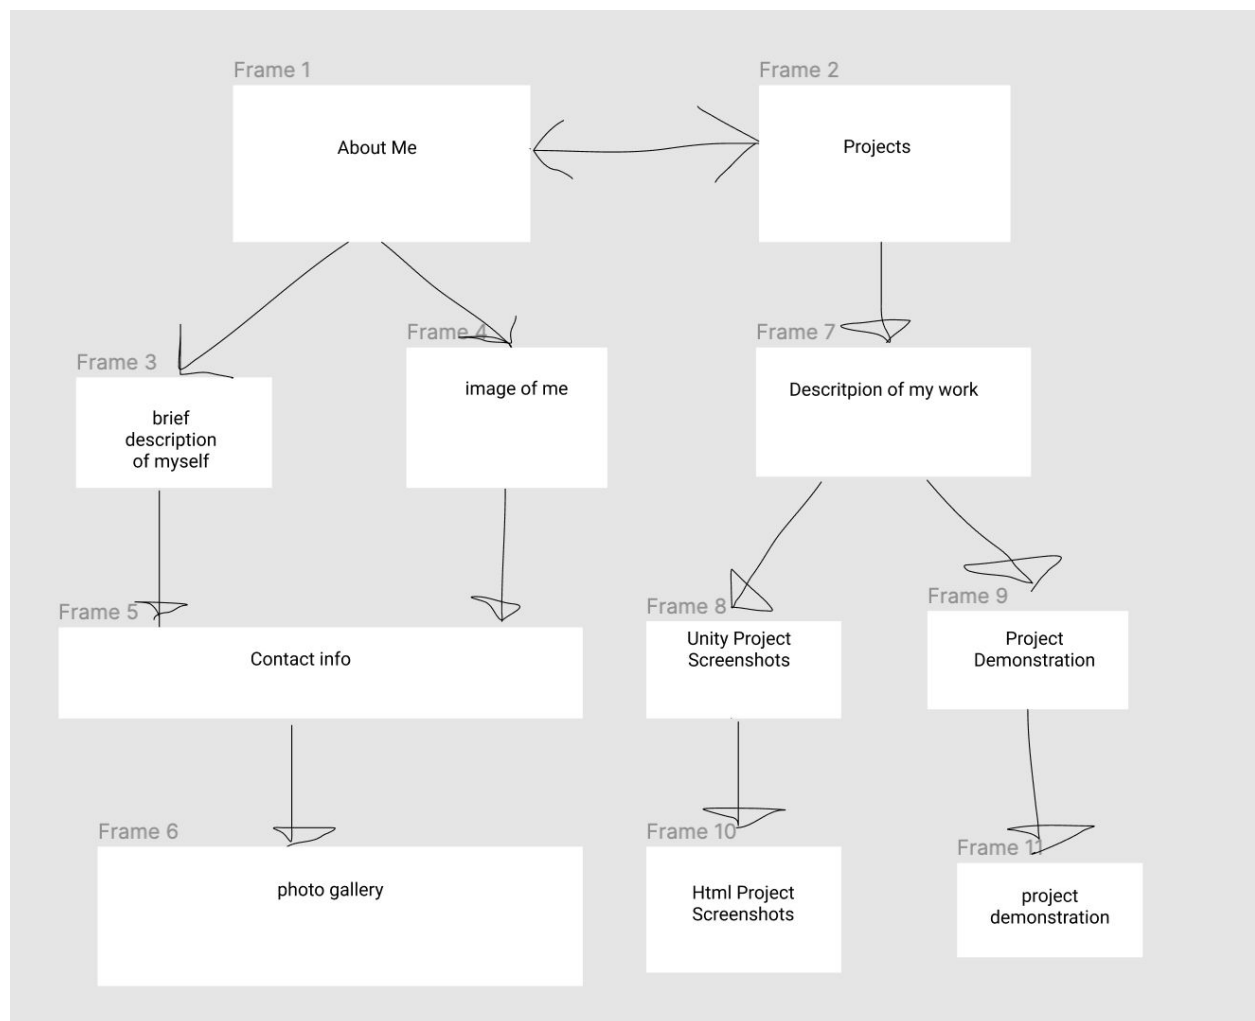 Frame 1
About Me
Frame 2
Projects
Frame 3
brief
description
of myself
Frame 4
image of me
Frame 7
Descritpion of my work
Frame 5
Contact info
Frame 8
Unity Project
Screenshots
Frame 9
Project
Demonstration
Frame 6
photo gallery
Frame 10
Html Project
Screenshots
Frame 11
project
demonstration